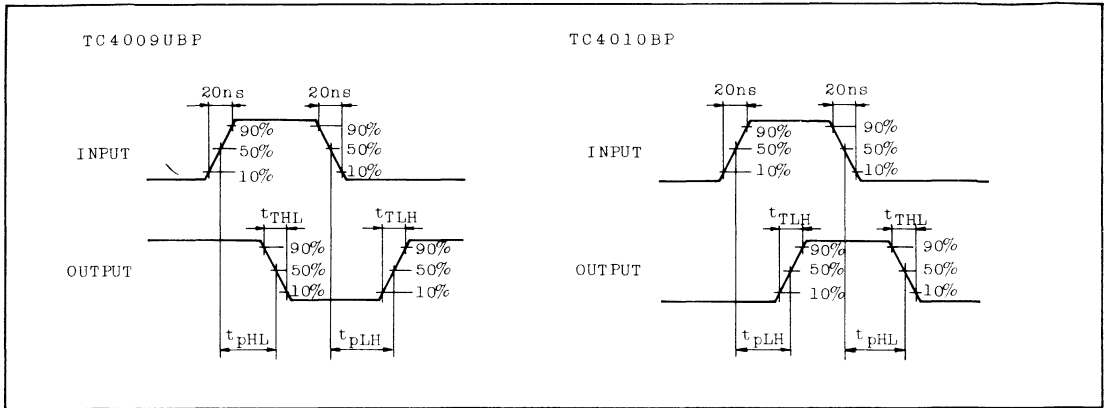 TC4009UBP
20ns 20ns
90% 90%
INPUT 50% 50%
10% 10%
tTHL tTLH
90% 90%
OUTPUT 50% 50%
10% 10%
tpHL tpLH
TC4010BP
20ns 20ns
90% 90%
INPUT 50% 50%
10% 10%
tTLH tTHL
90% 90%
OUTPUT 50% 50%
10% 10%
tpLH tpHL